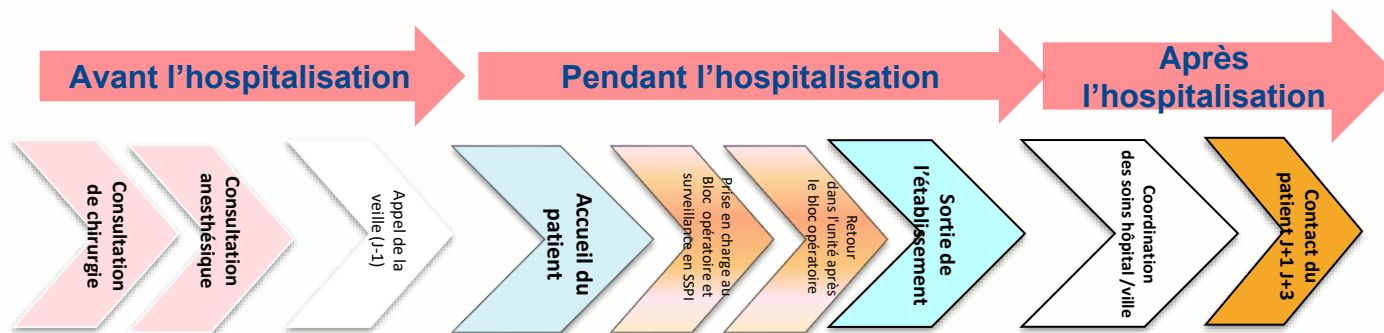 Avant l'hospitalisation
Pendant l'hospitalisation
Après
l'hospitalisation
Consultation
de chirurgie
Consultation
anesthésique
Appel de la
veille (J-1)
Accueil du
patient
Prise en charge au
Bloc opératoire et
surveillance en SSPI
Retour
dans l'unité après
le bloc opératoire
Sortie de
l'établissement
Coordination
des soins hôpital /ville
Contact du
patient J+1 J+3